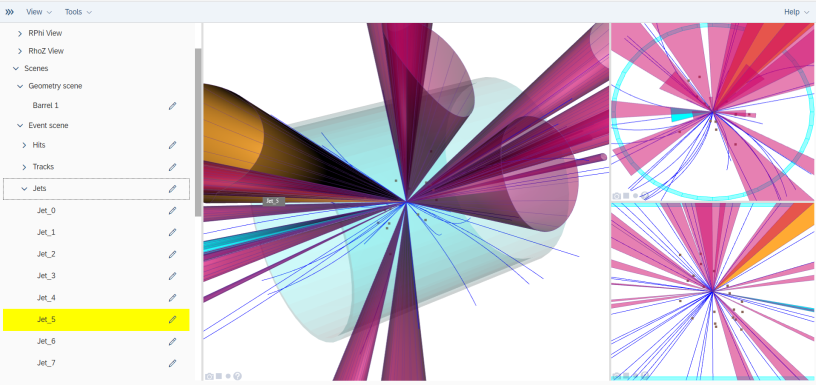 View Tools Help
RPhi View
RhoZ View
Scenes
Geometry scene
Barrel 1
Event scene
Hits
Tracks
Jets
Jet_0
Jet_1
Jet_2
Jet_3
Jet_4
Jet_5
Jet_6
Jet_7